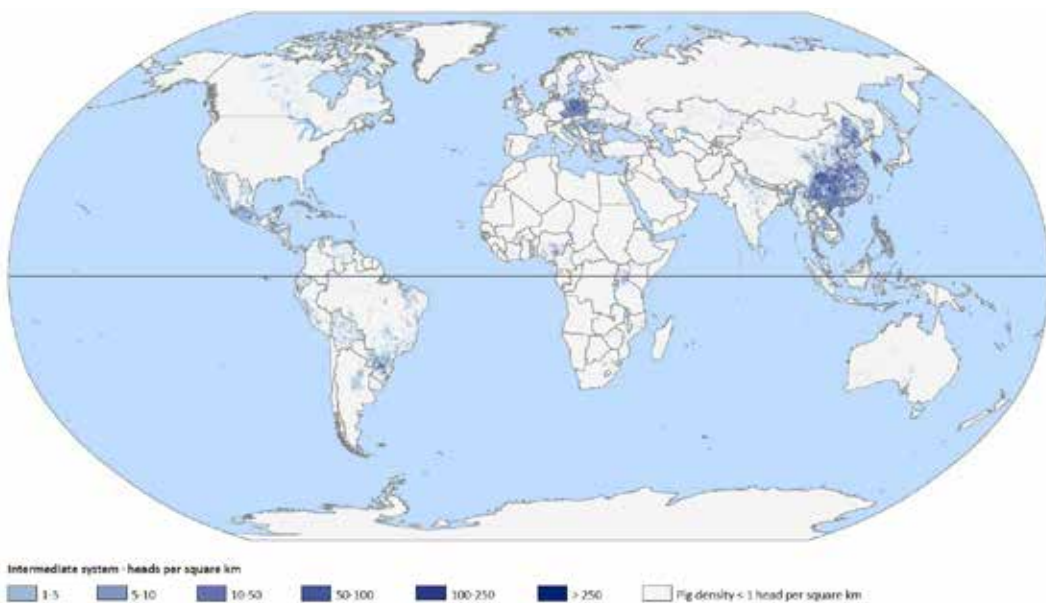 Intermediate system - heads per square km
1-5 5-10 10-50 50-100 100-250 > 250 Pig density < 1 head per square km